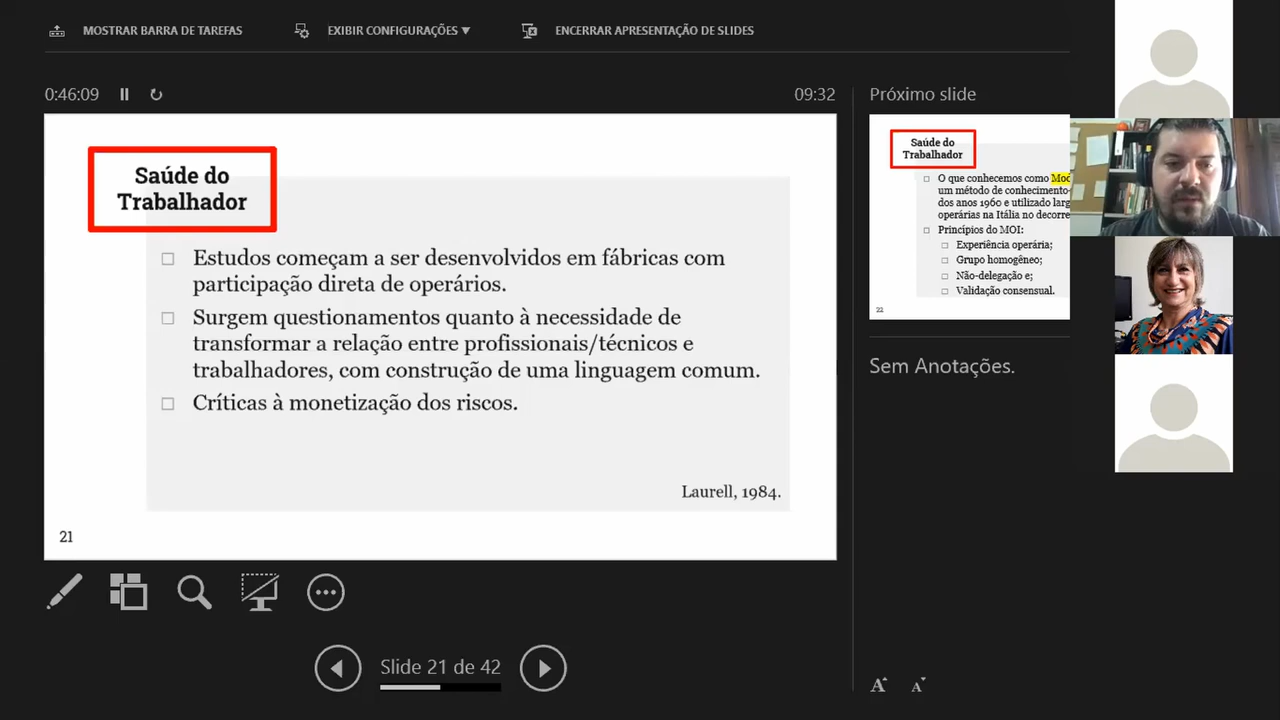 MOSTRAR BARRA DE TAREFAS
EXIBIR CONFIGURAÇÕES ▼
ENCERRAR APRESENTAÇÃO DE SLIDES
0:46:09
09:32
Saúde do
Trabalhador
Estudos começam a ser desenvolvidos em fábricas com
participação direta de operários.
Surgem questionamentos quanto à necessidade de
transformar a relação entre profissionais/técnicos e
trabalhadores, com construção de uma linguagem comum.
Críticas à monetização dos riscos.
Laurell, 1984.
21
Slide 21 de 42
Próximo slide
Saúde do
Trabalhador
O que conhecemos como
um método de conhecimento
dos anos 1960 e utilizado
operárias na Itália no
Princípios do MOI:
Experiência operária;
Grupo homogêneo;
Não-delegação e;
Validação consensual.
22
Sem Anotações.
A A